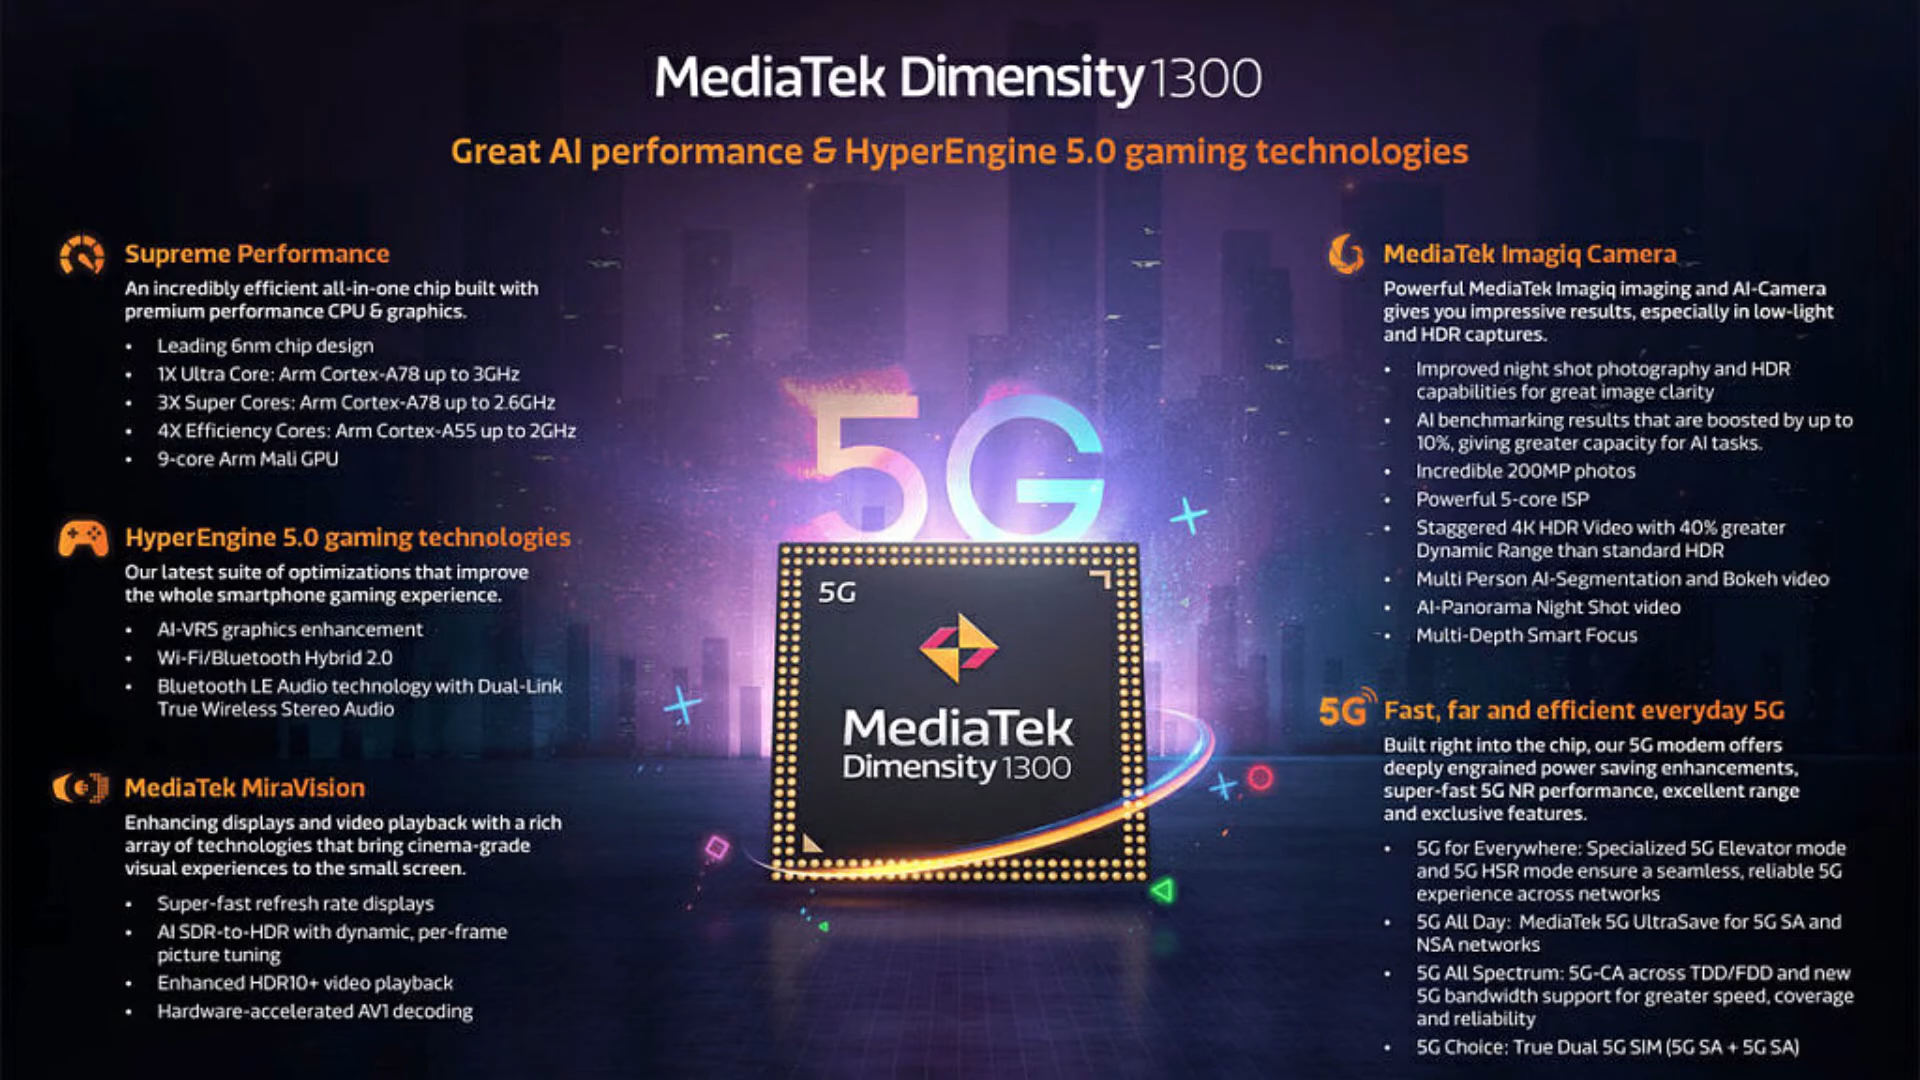 MediaTek Dimensity 1300
Great AI performance & HyperEngine 5.0 gaming technologies
Supreme Performance
An incredibly efficient all-in-one chip built with
premium performance CPU & graphics.
• Leading 6nm chip design
• 1X Ultra Core: Arm Cortex-A78 up to 3GHz
• 3X Super Cores: Arm Cortex-A78 up to 2.6GHz
• 4X Efficiency Cores: Arm Cortex-A55 up to 2GHz
• 9-core Arm Mali GPU
HyperEngine 5.0 gaming technologies
Our latest suite of optimizations that improve
the whole smartphone gaming experience.
• AI-VRS graphics enhancement
• Wi-Fi/Bluetooth Hybrid 2.0
• Bluetooth LE Audio technology with Dual-Link
True Wireless Stereo Audio
MediaTek MiraVision
Enhancing displays and video playback with a rich
array of technologies that bring cinema-grade
visual experiences to the small screen.
• Super-fast refresh rate displays
• AI SDR-to-HDR with dynamic, per-frame
picture tuning
• Enhanced HDR10+ video playback
• Hardware-accelerated AV1 decoding
5G
5G
MediaTek
Dimensity 1300
MediaTek Imagiq Camera
Powerful MediaTek Imagiq imaging and AI-Camera
gives you impressive results, especially in low-light
and HDR captures.
• Improved night shot photography and HDR
capabilities for great image clarity
• AI benchmarking results that are boosted by up to
10%, giving greater capacity for AI tasks.
• Incredible 200MP photos
• Powerful 5-core ISP
• Staggered 4K HDR Video with 40% greater
Dynamic Range than standard HDR
• Multi Person AI-Segmentation and Bokeh video
• AI-Panorama Night Shot video
• Multi-Depth Smart Focus
5G Fast, far and efficient everyday 5G
Built right into the chip, our 5G modem offers
deeply engrained power saving enhancements,
super-fast 5G NR performance, excellent range
and exclusive features.
• 5G for Everywhere: Specialized 5G Elevator mode
and 5G HSR mode ensure a seamless, reliable 5G
experience across networks
• 5G All Day: MediaTek 5G UltraSave for 5G SA and
NSA networks
• 5G All Spectrum: 5G-CA across TDD/FDD and new
5G bandwidth support for greater speed, coverage
and reliability
• 5G Choice: True Dual 5G SIM (5G SA + 5G SA)